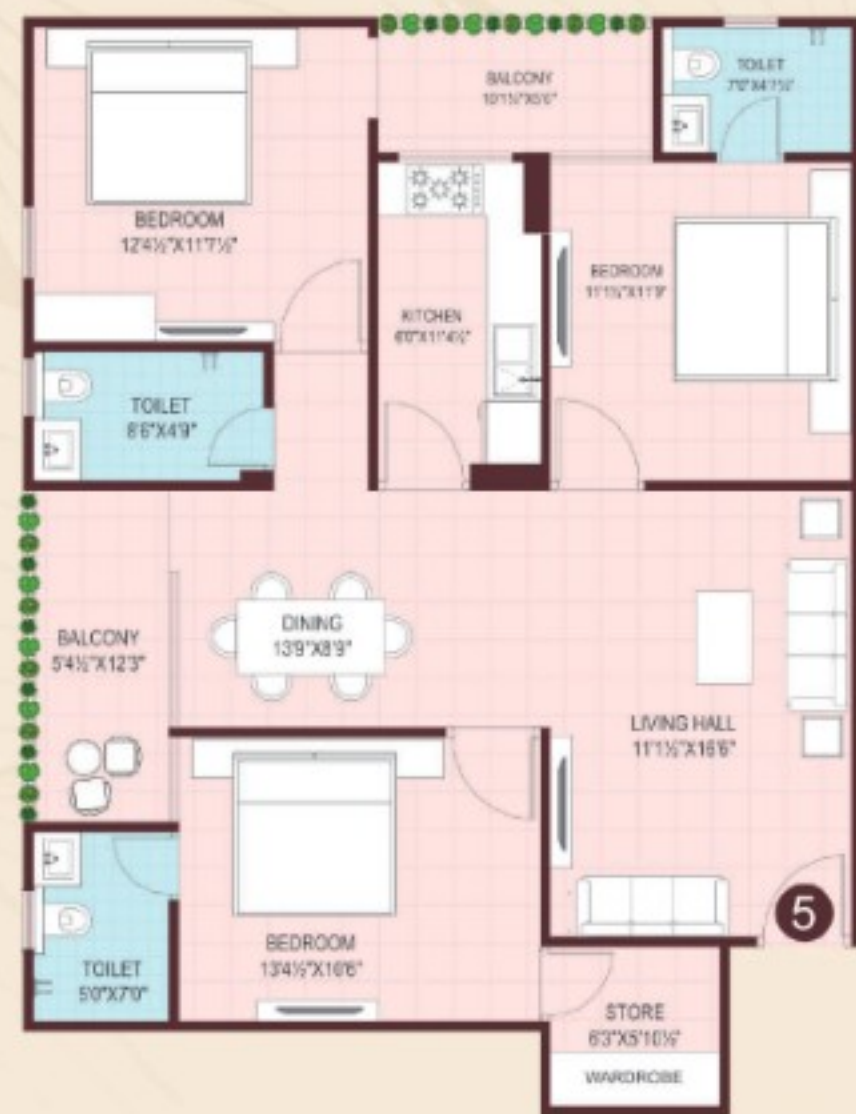 BALCONY
10'1½"X5'6"
TOILET
7'0"X4'7½"
BEDROOM
12'4½"X11'7½"
BEDROOM
11'1½"X11'9"
KITCHEN
6'0"X11'4½"
TOILET
8'6"X4'9"
DINING
13'9"X8'9"
BALCONY
5'4½"X12'3"
LIVING HALL
11'1½"X16'6"
5
BEDROOM
13'4½"X10'6"
TOILET
5'0"X7'0"
STORE
6'3"X5'10½"
WARDROBE